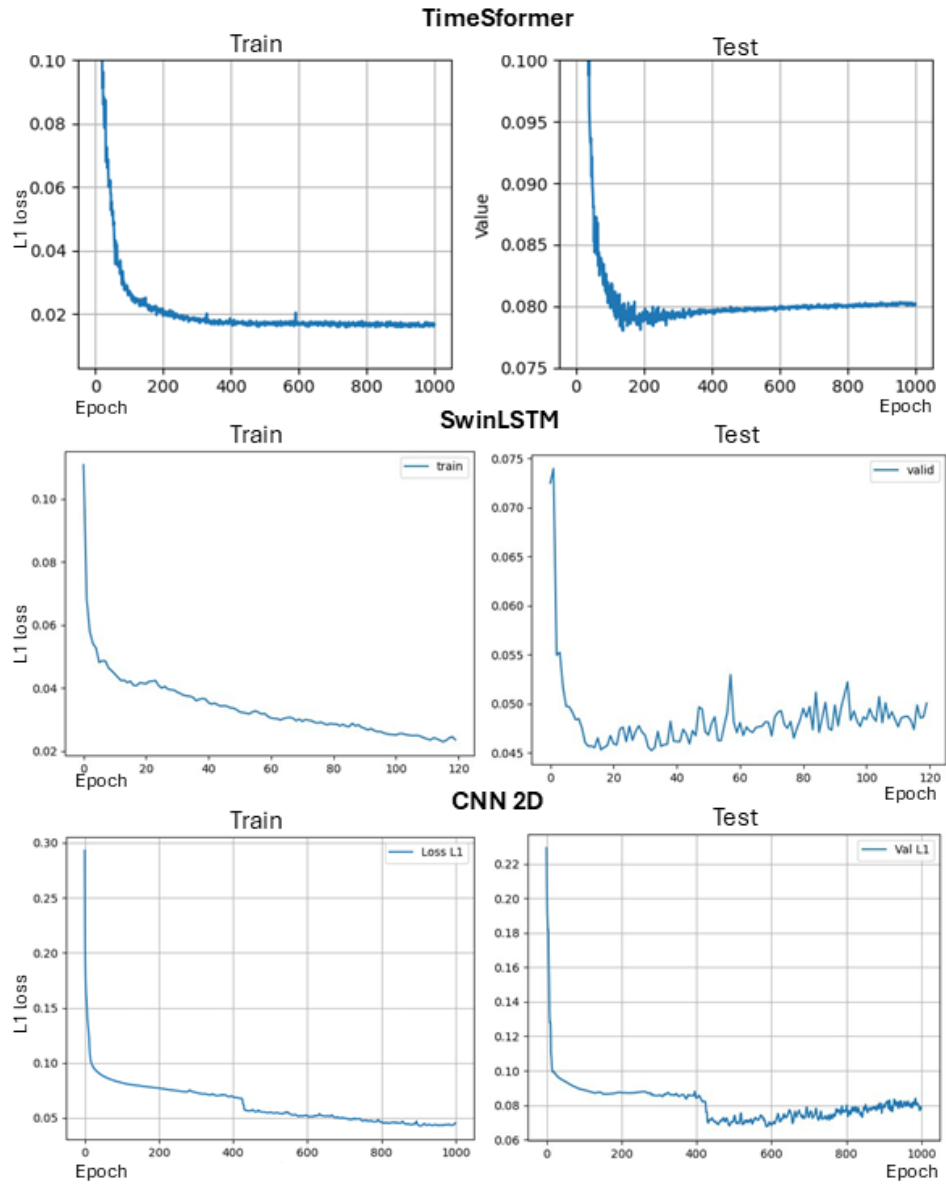 TimeSformer
Train
Test
0.10
0.08
0.06
0.04
0.02
L1 loss
0 200 400 600 800 1000
Epoch
0.100
0.095
0.090
0.085
0.080
0.075
Value
0 200 400 600 800 1000
Epoch
SwinLSTM
Train
Test
train
0.10
0.08
0.06
0.04
0.02
L1 loss
0 20 40 60 80 100 120
Epoch
valid
0.075
0.070
0.065
0.060
0.055
0.050
0.045
0 20 40 60 80 100 120
Epoch
CNN 2D
Train
Test
Loss L1
0.30
0.25
0.20
0.15
0.10
0.05
L1 loss
0 200 400 600 800 1000
Epoch
Val L1
0.22
0.20
0.18
0.16
0.14
0.12
0.10
0.08
0.06
0 200 400 600 800 1000
Epoch